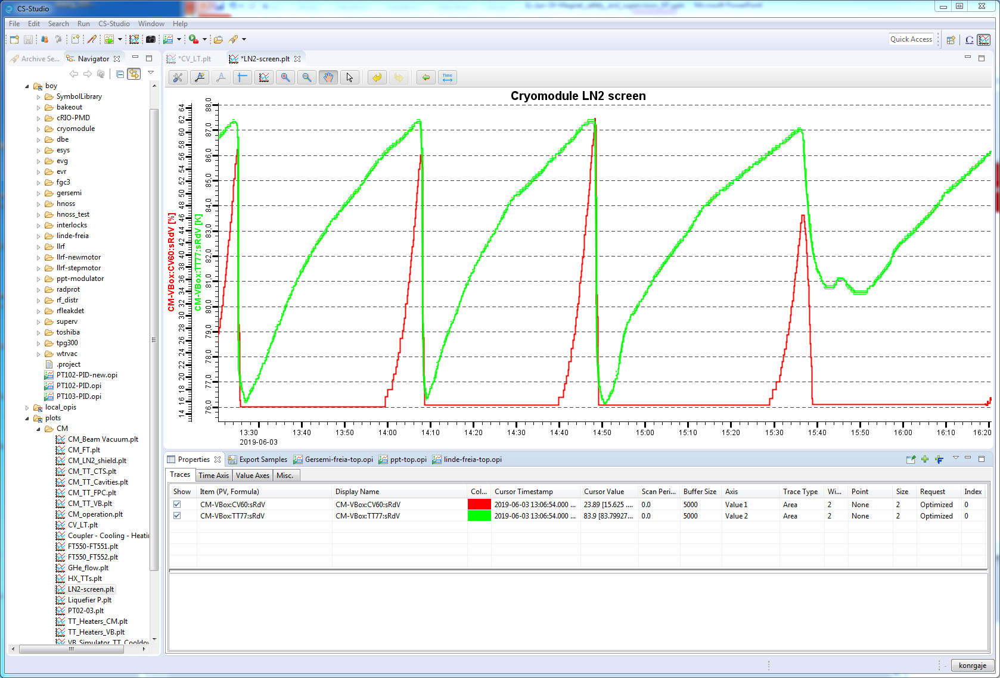 CS-Studio
File Edit Search Run CS-Studio Window Help
Quick Access
Archive Se...
Navigator
boy
SymbolLibrary
bakeout
cRIO-PMD
cryomodule
dbe
esys
evg
evr
fgc3
gersemi
hnoss
hnoss_test
interlocks
linde-freia
llrf
llrf-newmotor
llrf-stepmotor
ppt-modulator
radprot
rf_distr
rfleakdet
superv
toshiba
tpg300
wtrvac
.project
PT102-PID-new.opi
PT102-PID.opi
PT103-PID.opi
local_opis
plots
CM
CM_Beam Vacuum.plt
CM_FT.plt
CM_LN2_shield.plt
CM_TT_CTS.plt
CM_TT_Cavities.plt
CM_TT_FPC.plt
CM_TT_VB.plt
CM_operation.plt
CV_LT.plt
Coupler - Cooling - Heatin
FT550-FT551.plt
FT550_FT552.plt
GHe_flow.plt
HX_TTs.plt
LN2-screen.plt
Liquefier P.plt
PT02-03.plt
TT_Heaters_CM.plt
TT_Heaters_VB.plt
VB_Simulator_TT_Cooldov
*CV_LT.plt
*LN2-screen.plt
Time
Cryomodule LN2 screen
CM-VBox:CV60:sRdV [%]
64
62
60
58
56
54
52
50
48
46
44
42
40
38
36
34
32
30
28
26
24
22
20
18
16
14
CM-VBox:TT77:sRdV [K]
88,0
87,0
86,0
85,0
84,0
83,0
82,0
81,0
80,0
79,0
78,0
77,0
76,0
13:30 13:40 13:50 14:00 14:10 14:20 14:30 14:40 14:50 15:00 15:10 15:20 15:30 15:40 15:50 16:00 16:10 16:20
2019-06-03
Properties Export Samples Gersemi-freia-top.opi ppt-top.opi linde-freia-top.opi
Traces Time Axis Value Axes Misc.
Show Item (PV, Formula) Display Name Col... Cursor Timestamp Cursor Value Scan Peri... Buffer Size Axis Trace Type Wi... Point Size Request Index
CM-VBox:CV60:sRdV CM-VBox:CV60:sRdV 2019-06-03 13:06:54.000 ... 23.89 [15.625 .... 0.0 5000 Value 1 Area 2 None 2 Optimized 0
CM-VBox:TT77:sRdV CM-VBox:TT77:sRdV 2019-06-03 13:06:54.000 ... 83.9 [83.79927... 0.0 5000 Value 2 Area 2 None 2 Optimized 0
konrgaje